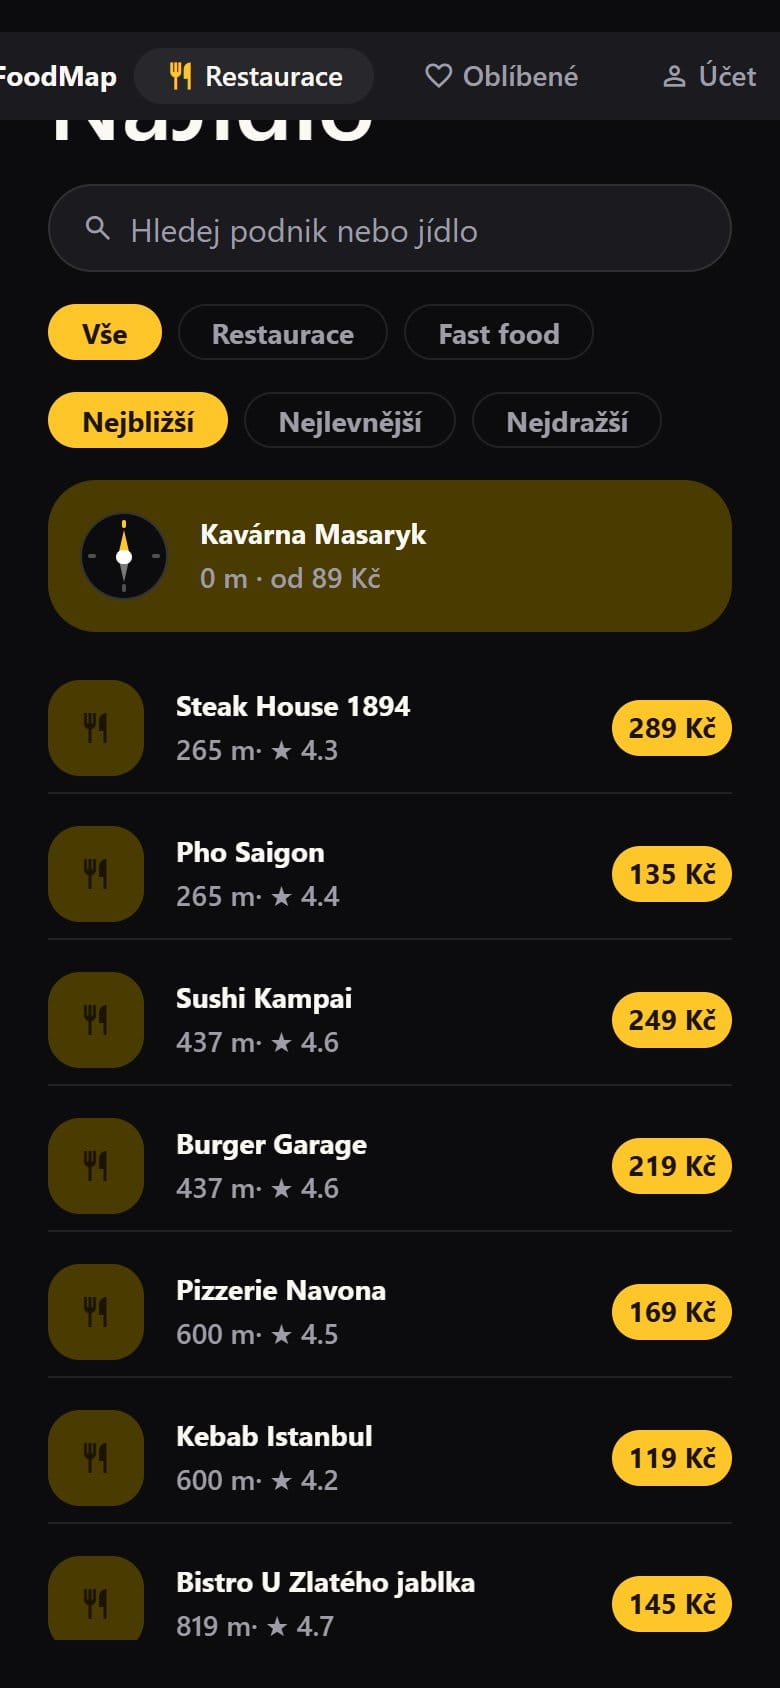 FoodMap Restaurace Oblíbené Účet
Najídlo
Hledej podnik nebo jídlo
Vše Restaurace Fast food
Nejbližší Nejlevnější Nejdražší
Kavárna Masaryk
0 m · od 89 Kč
Steak House 1894
265 m· ★ 4.3
289 Kč
Pho Saigon
265 m· ★ 4.4
135 Kč
Sushi Kampai
437 m· ★ 4.6
249 Kč
Burger Garage
437 m· ★ 4.6
219 Kč
Pizzerie Navona
600 m· ★ 4.5
169 Kč
Kebab Istanbul
600 m· ★ 4.2
119 Kč
Bistro U Zlatého jablka
819 m· ★ 4.7
145 Kč